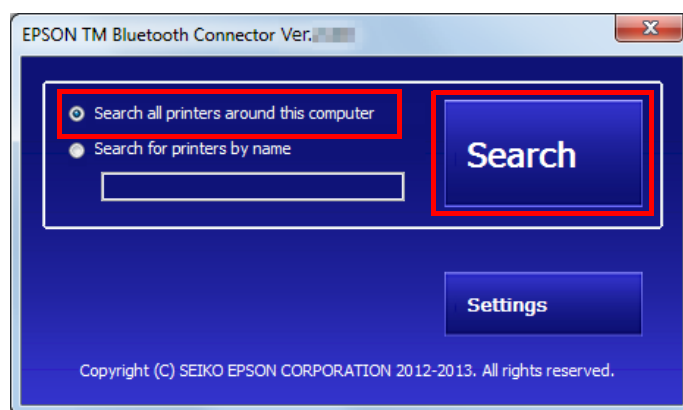 EPSON TM Bluetooth Connector Ver.
Search all printers around this computer
Search for printers by name
Search
Settings
Copyright (C) SEIKO EPSON CORPORATION 2012-2013. All rights reserved.